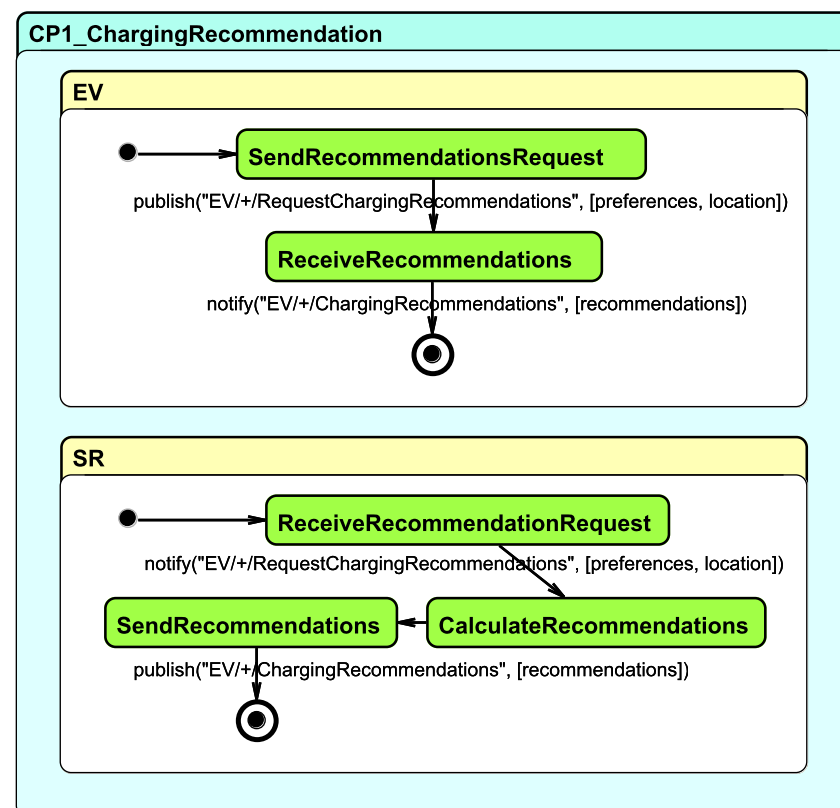 CP1_ChargingRecommendation
EV
SendRecommendationsRequest
publish("EV/+/RequestChargingRecommendations", [preferences, location])
ReceiveRecommendations
notify("EV/+/ChargingRecommendations", [recommendations])
SR
ReceiveRecommendationRequest
notify("EV/+/RequestChargingRecommendations", [preferences, location])
SendRecommendations
CalculateRecommendations
publish("EV/+/ChargingRecommendations", [recommendations])